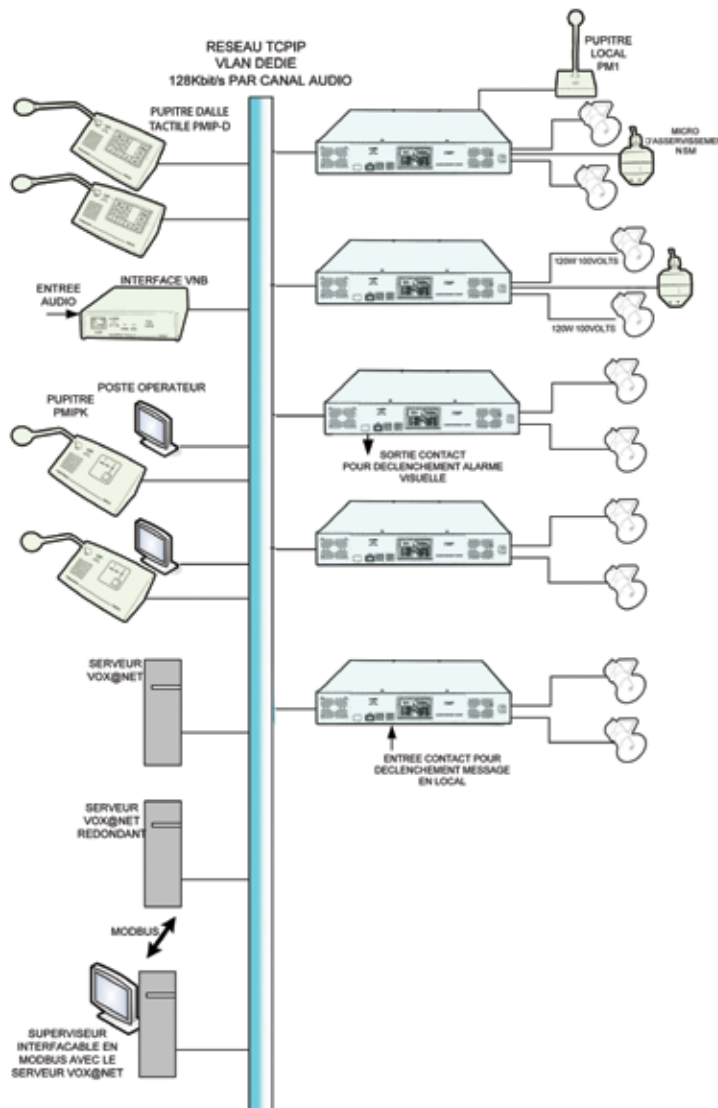 RESEAU TCPIP
VLAN DEDIE
128Kbit/s PAR CANAL AUDIO
PUPITRE
LOCAL
PM1
PUPITRE DALLE
TACTILE PMIP-D
MICRO
D'ASSERVISSEMEN
NSM
ENTREE
AUDIO
INTERFACE VNB
120W 100VOLTS
120W 100VOLTS
POSTE OPERATEUR
PUPITRE
PMIPK
SORTIE CONTACT
POUR DECLENCHEMENT ALARME
VISUELLE
SERVEUR
VOX@NET
ENTREE CONTACT POUR
DECLENCHEMENT MESSAGE
EN LOCAL
SERVEUR
VOX@NET
REDONDANT
MODBUS
SUPERVISEUR
INTERFACABLE EN
MODBUS AVEC LE
SERVEUR VOX@NET